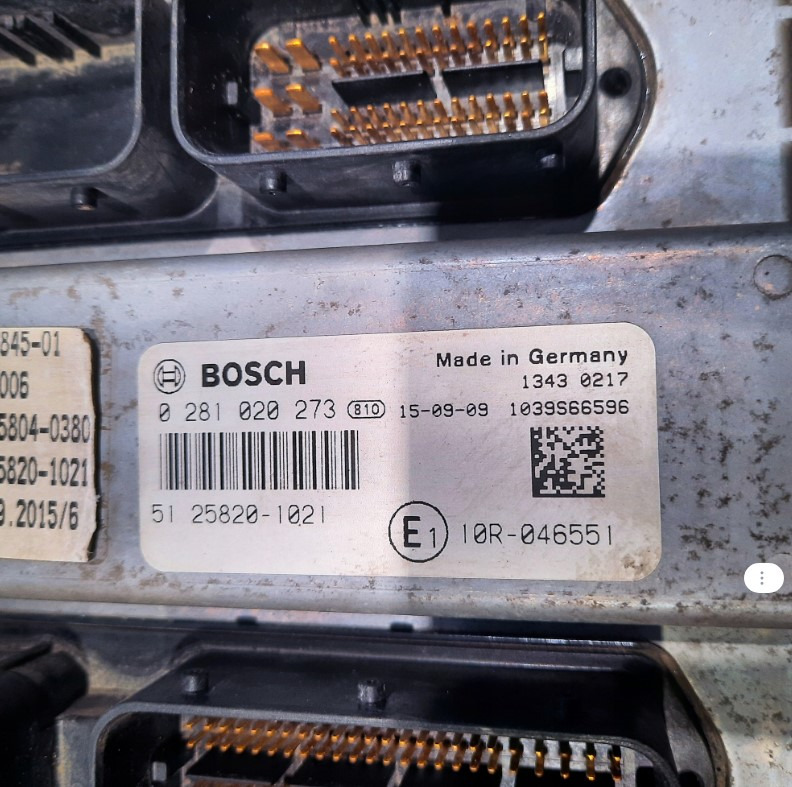 845-01
006
5804-0380
5820-1021
9.2015/6
BOSCH
Made in Germany
1343 0217
0 281 020 273 B10 15-09-09 1039S66596
51 25820-1021
E1 10R-046551